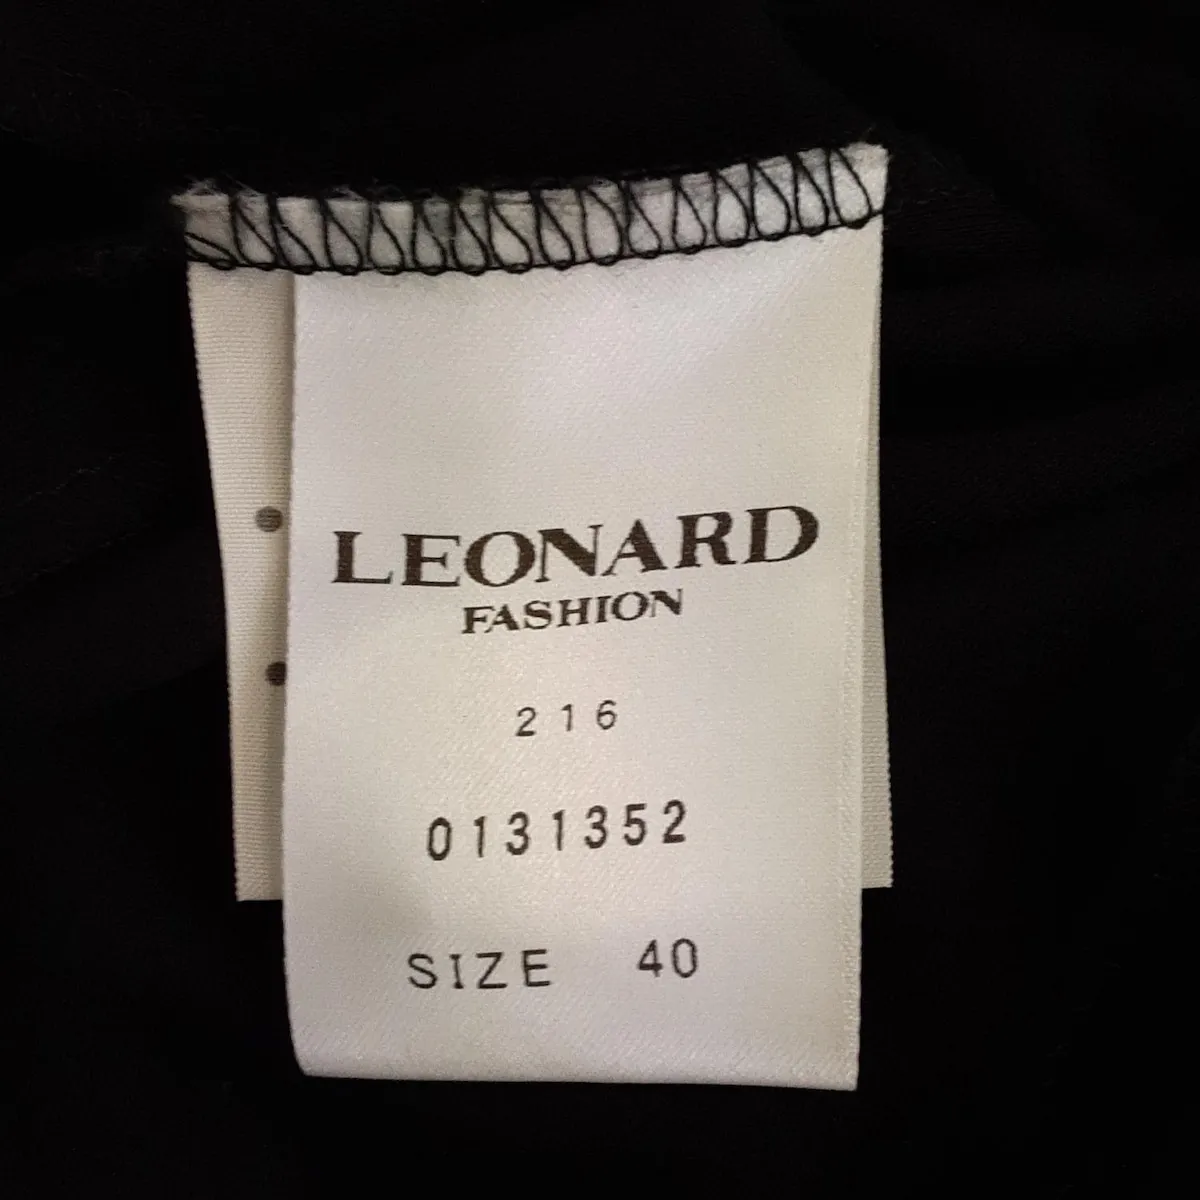 LEONARD
FASHION
216
0131352
SIZE 40